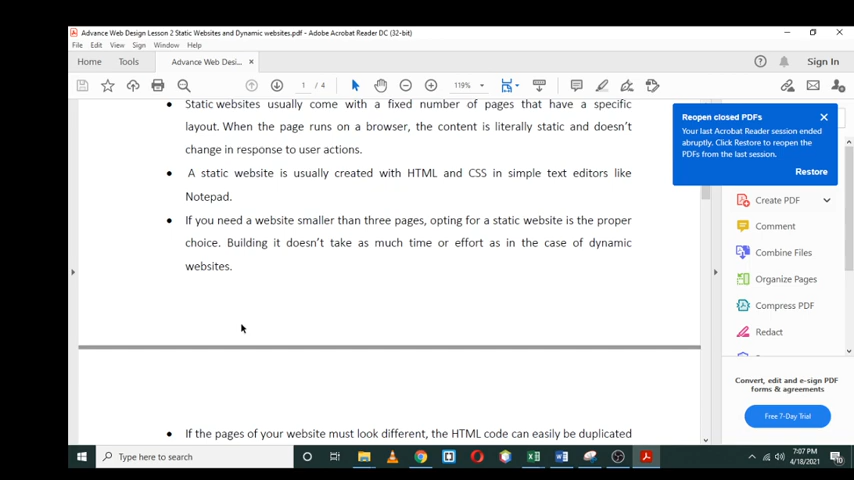 Advance Web Design Lesson 2 Static Websites and Dynamic websites.pdf - Adobe Acrobat Reader DC (32-bit)
File Edit View Sign Window Help
Home Tools Advance Web Desi... × Sign In
1 / 4 119%
Static websites usually come with a fixed number of pages that have a specific
layout. When the page runs on a browser, the content is literally static and doesn't
change in response to user actions.
A static website is usually created with HTML and CSS in simple text editors like
Notepad.
If you need a website smaller than three pages, opting for a static website is the proper
choice. Building it doesn't take as much time or effort as in the case of dynamic
websites.
If the pages of your website must look different, the HTML code can easily be duplicated
Reopen closed PDFs
Your last Acrobat Reader session ended
abruptly. Click Restore to reopen the
PDFs from the last session.
Restore
Create PDF
Comment
Combine Files
Organize Pages
Compress PDF
Redact
Convert, edit and e-sign PDF
forms & agreements
Free 7-Day Trial
Type here to search
7:07 PM
4/18/2021